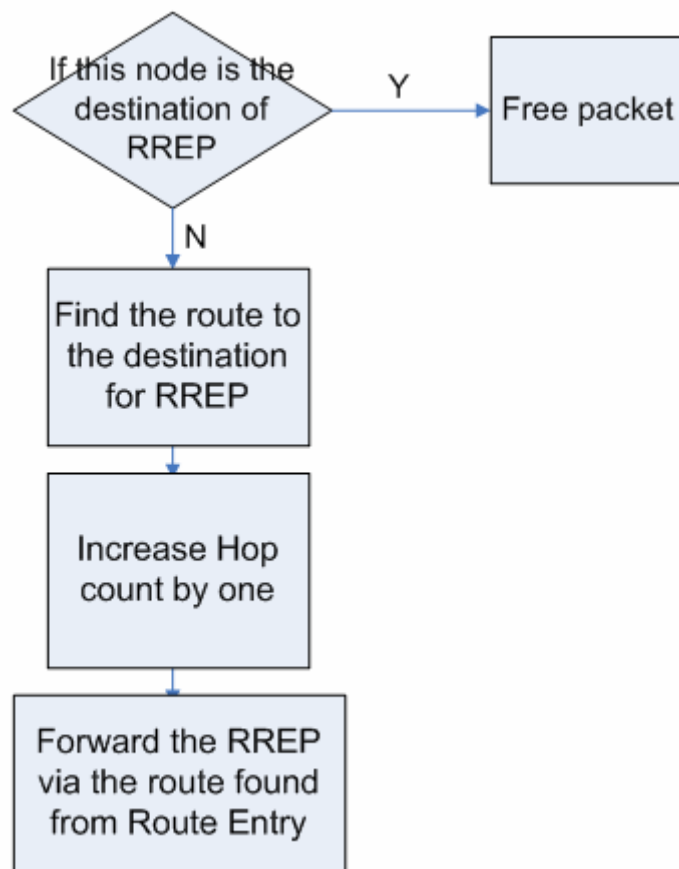 If this node is the
destination of
RREP
Y
Free packet
N
Find the route to
the destination
for RREP
Increase Hop
count by one
Forward the RREP
via the route found
from Route Entry